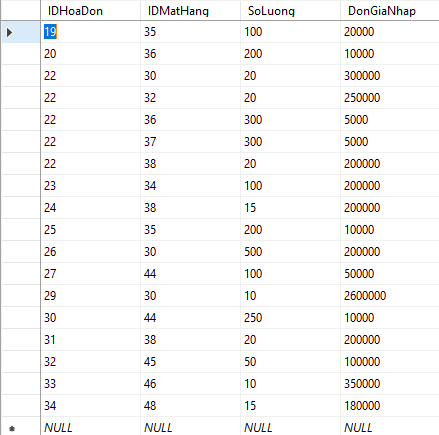 IDHoaDon IDMatHang SoLuong DonGiaNhap
19 35 100 20000
20 36 200 10000
22 30 20 300000
22 32 20 250000
22 36 300 5000
22 37 300 5000
22 38 20 200000
23 34 100 200000
24 38 15 200000
25 35 200 10000
26 30 500 200000
27 44 100 50000
29 30 10 2600000
30 44 250 10000
31 38 20 200000
32 45 50 100000
33 46 10 350000
34 48 15 180000
NULL NULL NULL NULL